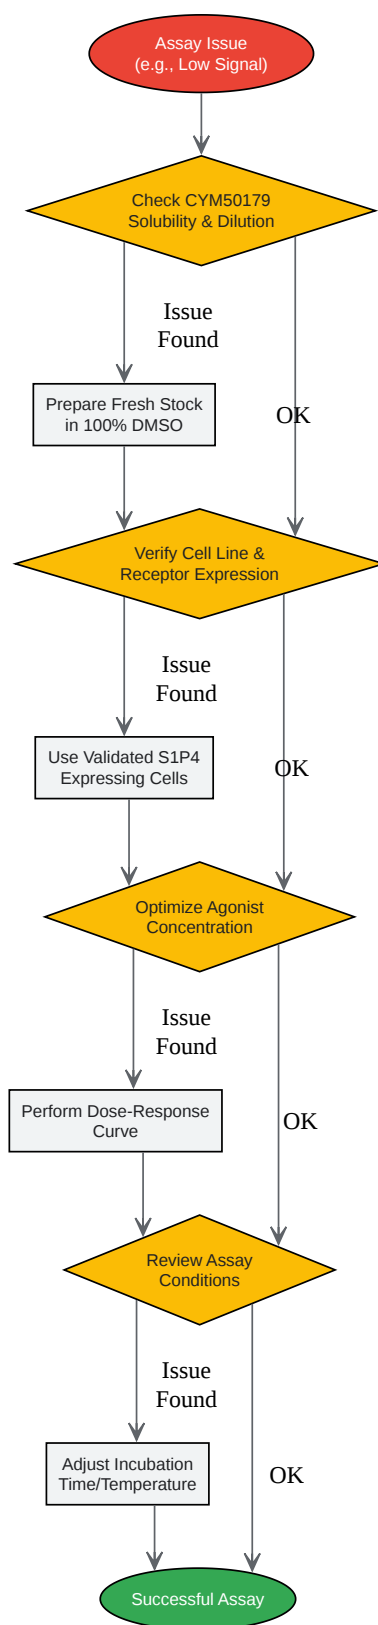 Assay Issue
(e.g., Low Signal)
Check CYM50179
Solubility & Dilution
Issue
Found
Prepare Fresh Stock
in 100% DMSO
OK
Verify Cell Line &
Receptor Expression
Issue
Found
Use Validated S1P4
Expressing Cells
OK
Optimize Agonist
Concentration
Issue
Found
Perform Dose-Response
Curve
OK
Review Assay
Conditions
Issue
Found
Adjust Incubation
Time/Temperature
OK
Successful Assay